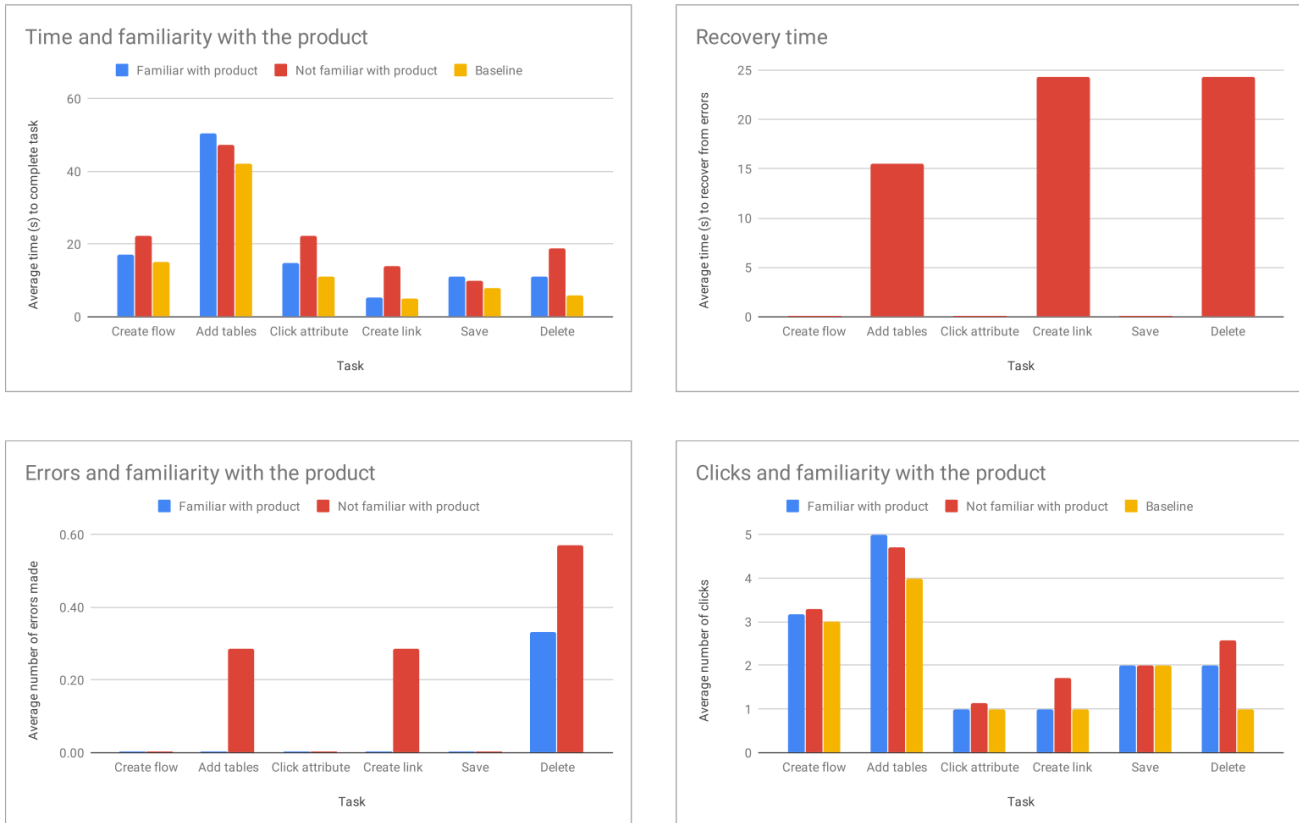 Time and familiarity with the product
Familiar with product Not familiar with product Baseline
Average time (s) to complete task
60
40
20
0
Create flow Add tables Click attribute Create link Save Delete
Task
Recovery time
Average time (s) to recover from errors
25
20
15
10
5
0
Create flow Add tables Click attribute Create link Save Delete
Task
Errors and familiarity with the product
Familiar with product Not familiar with product
Average number of errors made
0.60
0.40
0.20
0.00
Create flow Add tables Click attribute Create link Save Delete
Task
Clicks and familiarity with the product
Familiar with product Not familiar with product Baseline
Average number of clicks
5
4
3
2
1
0
Create flow Add tables Click attribute Create link Save Delete
Task